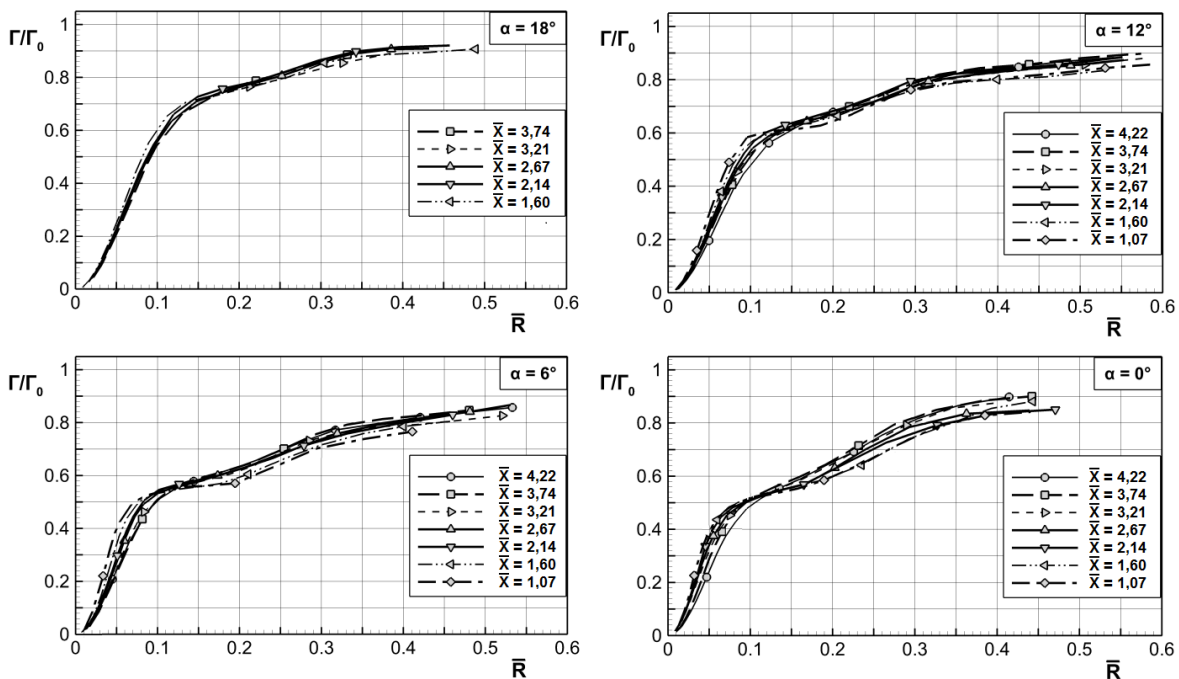 Γ/Γ0
α = 18°
1
0.8
0.6
0.4
0.2
0
X̅ = 3,74
X̅ = 3,21
X̅ = 2,67
X̅ = 2,14
X̅ = 1,60
0 0.1 0.2 0.3 0.4 0.5 0.6
R̅
Γ/Γ0
α = 12°
1
0.8
0.6
0.4
0.2
0
X̅ = 4,22
X̅ = 3,74
X̅ = 3,21
X̅ = 2,67
X̅ = 2,14
X̅ = 1,60
X̅ = 1,07
0 0.1 0.2 0.3 0.4 0.5 0.6
R̅
Γ/Γ0
α = 6°
1
0.8
0.6
0.4
0.2
0
X̅ = 4,22
X̅ = 3,74
X̅ = 3,21
X̅ = 2,67
X̅ = 2,14
X̅ = 1,60
X̅ = 1,07
0 0.1 0.2 0.3 0.4 0.5 0.6
R̅
Γ/Γ0
α = 0°
1
0.8
0.6
0.4
0.2
0
X̅ = 4,22
X̅ = 3,74
X̅ = 3,21
X̅ = 2,67
X̅ = 2,14
X̅ = 1,60
X̅ = 1,07
0 0.1 0.2 0.3 0.4 0.5 0.6
R̅